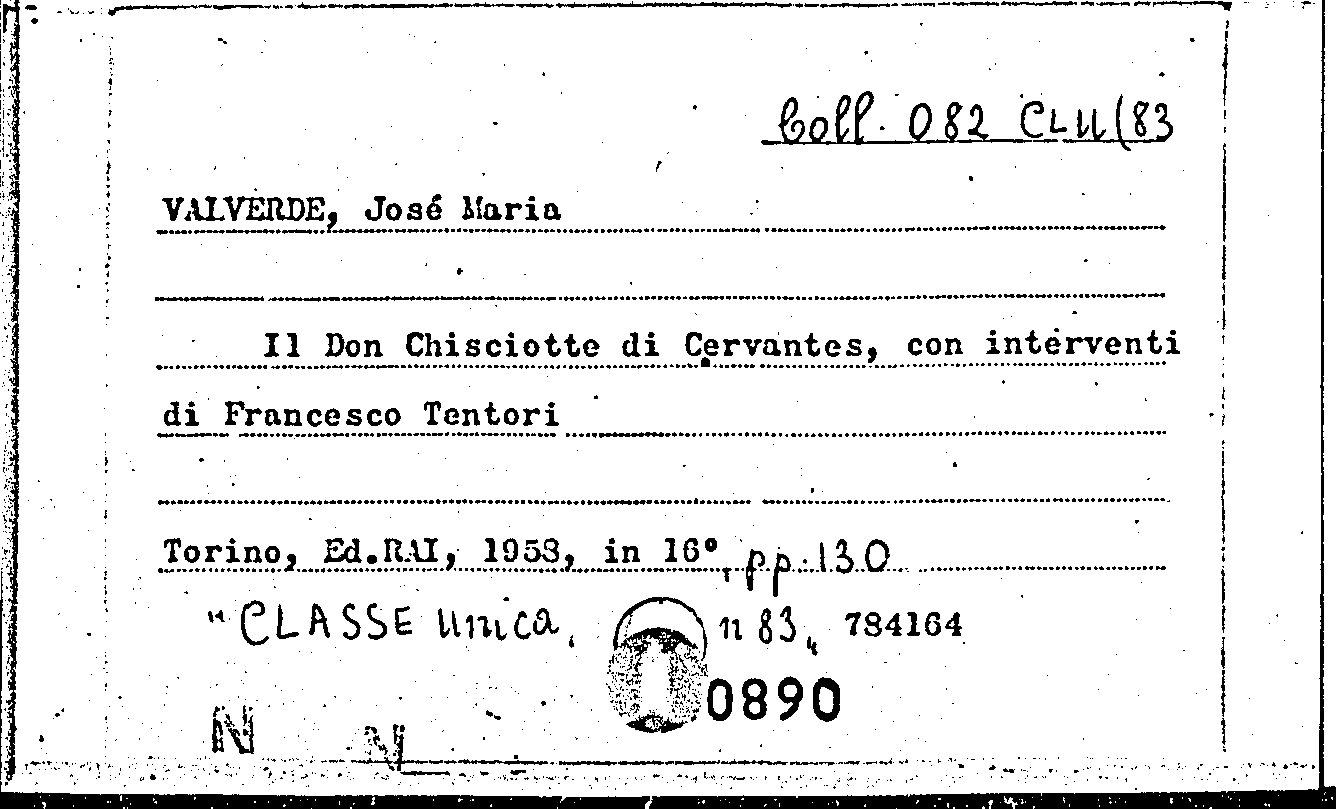 Coll. 082 CLU(83
VALVERDE, José Maria
Il Don Chisciotte di Cervantes, con interventi
di Francesco Tentori
Torino, Ed.RAI, 1958, in 16°, pp.130
"CLASSE Unica, n 83," 784164
0890
N N